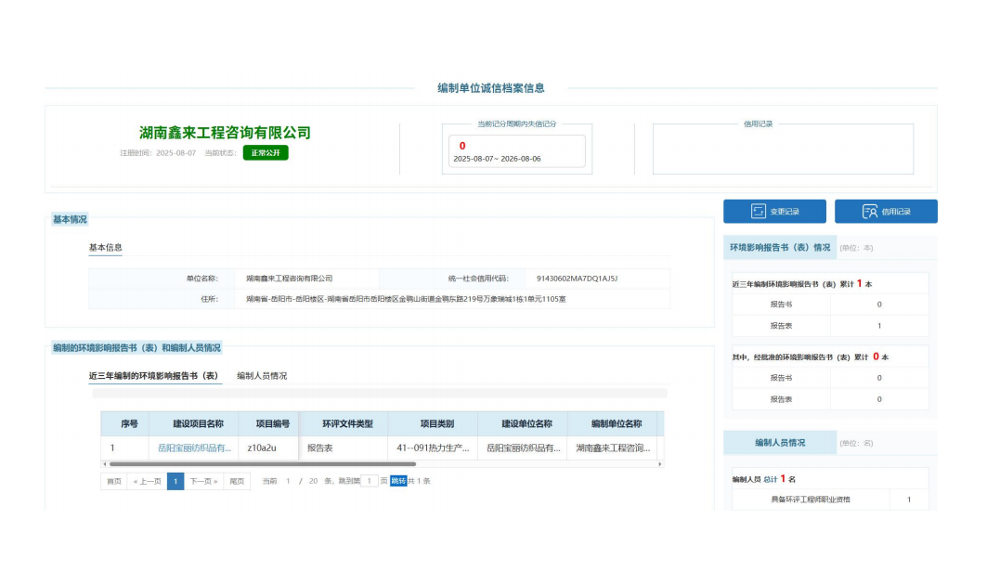 编制单位诚信档案信息
湖南鑫来工程咨询有限公司
注册时间: 2025-08-07 当前状态: 正常公开
当前记分周期内失信记分
0
2025-08-07~ 2026-08-06
信用记录
变更记录 信用记录
基本情况
基本信息
单位名称: 湖南鑫来工程咨询有限公司 统一社会信用代码: 91430602MA7DQ1AJ5J
住所: 湖南省-岳阳市-岳阳楼区-湖南省岳阳市岳阳楼区金鹗山街道金鹗东路219号万象瑞城1栋1单元1105室
编制的环境影响报告书（表）和编制人员情况
近三年编制的环境影响报告书（表） 编制人员情况
序号 建设项目名称 项目编号 环评文件类型 项目类别 建设单位名称 编制单位名称
1 岳阳宝丽纺织品有... z10a2u 报告表 41--091热力生产... 岳阳宝丽纺织品有... 湖南鑫来工程咨询...
首页 «上一页 1 下一页» 尾页 当前 1 / 20 条, 跳到第 1 页 跳转 共 1 条
环境影响报告书（表）情况 (单位: 本)
近三年编制环境影响报告书（表）累计 1 本
报告书 0
报告表 1
其中, 经批准的环境影响报告书（表）累计 0 本
报告书 0
报告表 0
编制人员情况 (单位: 名)
编制人员 总计 1 名
具备环评工程师职业资格 1